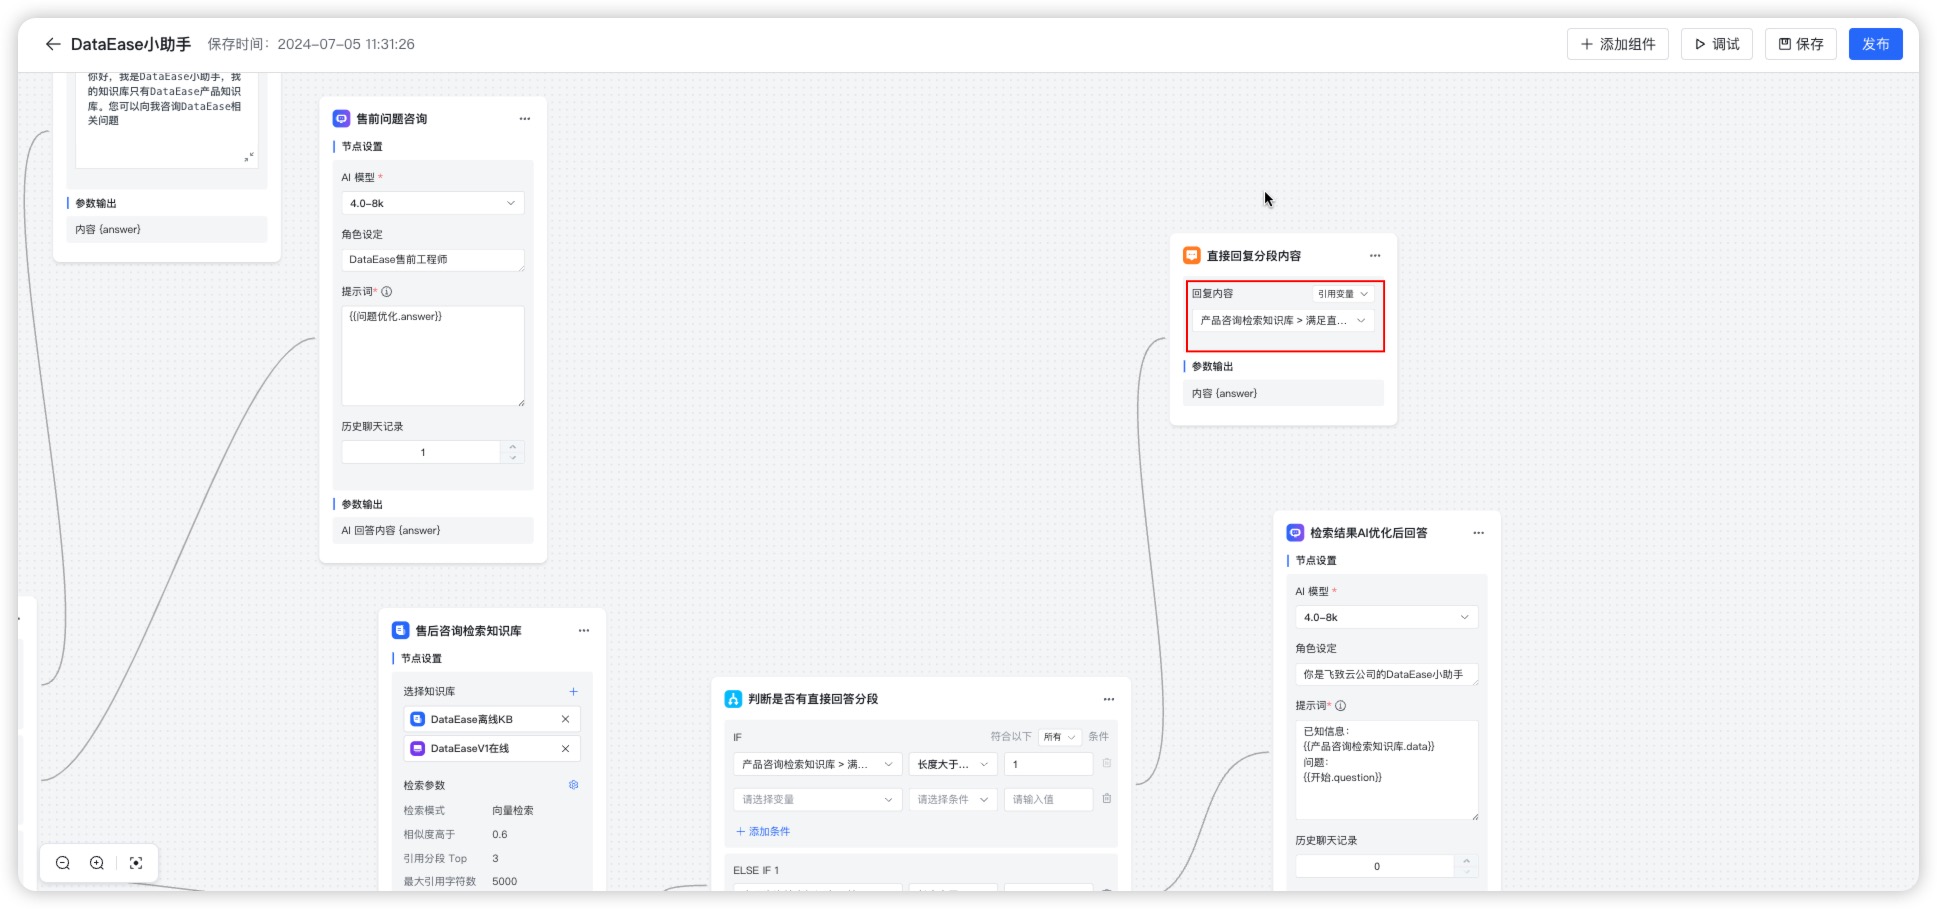 DataEase小助手 保存时间：2024-07-05 11:31:26
添加组件
调试
保存
发布
你好，我是DataEase小助手，我
的知识库只有DataEase产品知识
库。您可以向我咨询DataEase相
关问题
参数输出
内容 {answer}
售前问题咨询
节点设置
AI 模型 *
4.0-8k
角色设定
DataEase售前工程师
提示词*
{{问题优化.answer}}
历史聊天记录
1
参数输出
AI 回答内容 {answer}
售后咨询检索知识库
节点设置
选择知识库
DataEase离线KB
DataEaseV1在线
检索参数
检索模式 向量检索
相似度高于 0.6
引用分段 Top 3
最大引用字符数 5000
判断是否有直接回答分段
IF 符合以下 所有 条件
产品咨询检索知识库 > 满... 长度大于... 1
请选择变量 请选择条件 请输入值
添加条件
ELSE IF 1
直接回复分段内容
回复内容 引用变量
产品咨询检索知识库 > 满足直...
参数输出
内容 {answer}
检索结果AI优化后回答
节点设置
AI 模型 *
4.0-8k
角色设定
你是飞致云公司的DataEase小助手
提示词*
已知信息：
{{产品咨询检索知识库.data}}
问题：
{{开始.question}}
历史聊天记录
0